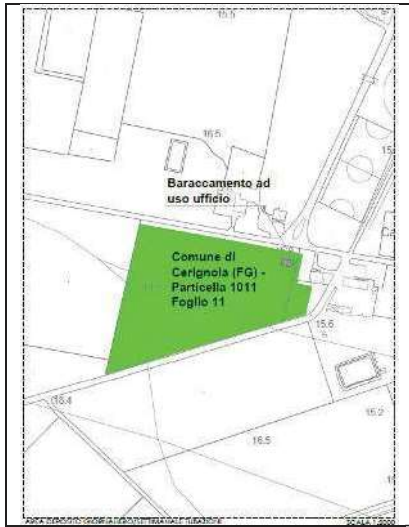 15.5
16.5
15
Baraccamento ad
uso ufficio
Comune di
Cerignola (FG) -
Particella 1011
Foglio 11
15.6
15.4
15.2
16.5